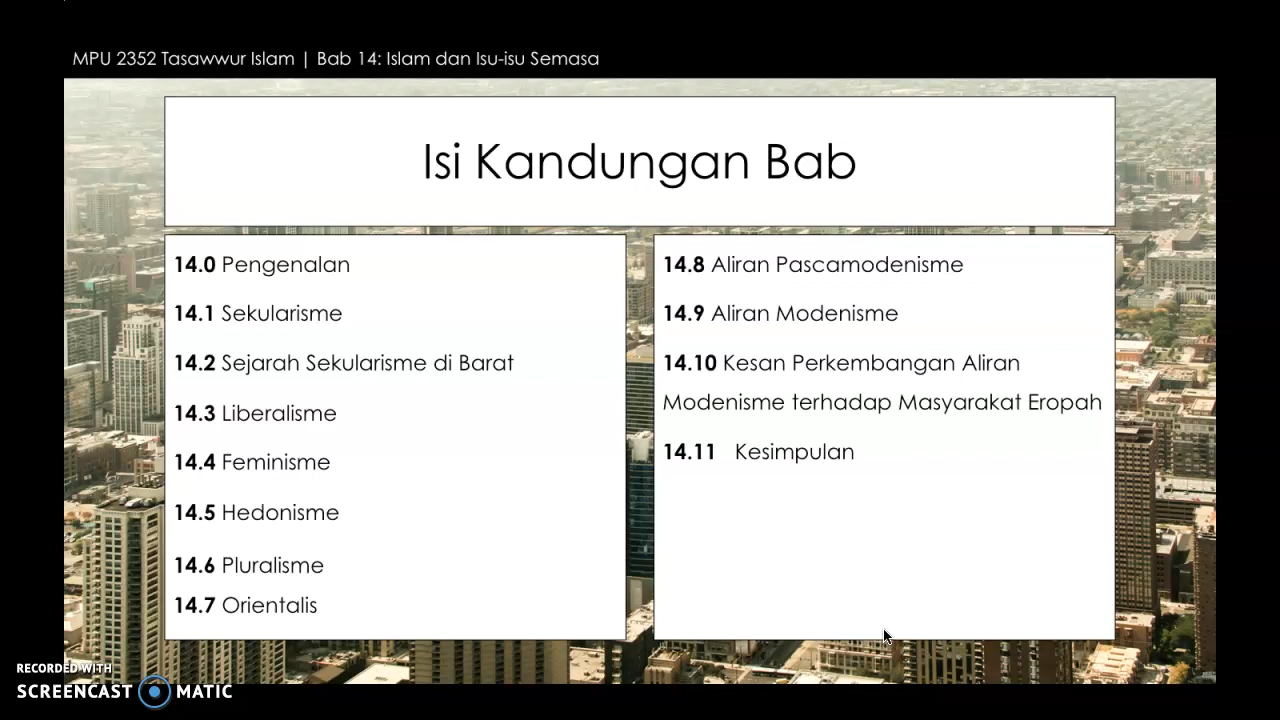 MPU 2352 Tasawwur Islam | Bab 14: Islam dan Isu-isu Semasa
Isi Kandungan Bab
14.0 Pengenalan
14.1 Sekularisme
14.2 Sejarah Sekularisme di Barat
14.3 Liberalisme
14.4 Feminisme
14.5 Hedonisme
14.6 Pluralisme
14.7 Orientalis
14.8 Aliran Pascamodenisme
14.9 Aliran Modenisme
14.10 Kesan Perkembangan Aliran
Modenisme terhadap Masyarakat Eropah
14.11 Kesimpulan
RECORDED WITH
SCREENCAST MATIC